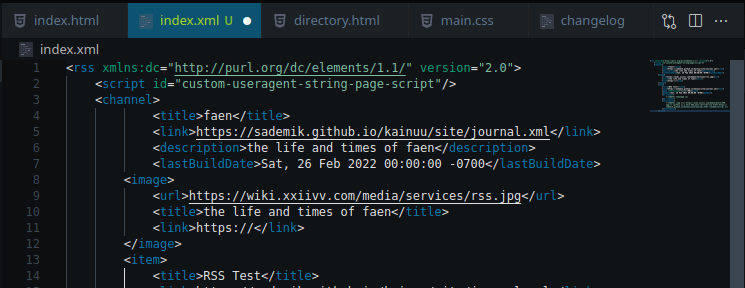 index.html index.xml U directory.html main.css changelog
index.xml
1 <rss xmlns:dc="http://purl.org/dc/elements/1.1/" version="2.0">
2 <script id="custom-useragent-string-page-script"/>
3 <channel>
4 <title>faen</title>
5 <link>https://sademik.github.io/kainuu/site/journal.xml</link>
6 <description>the life and times of faen</description>
7 <lastBuildDate>Sat, 26 Feb 2022 00:00:00 -0700</lastBuildDate>
8 <image>
9 <url>https://wiki.xxiivv.com/media/services/rss.jpg</url>
10 <title>the life and times of faen</title>
11 <link>https://</link>
12 </image>
13 <item>
14 <title>RSS Test</title>